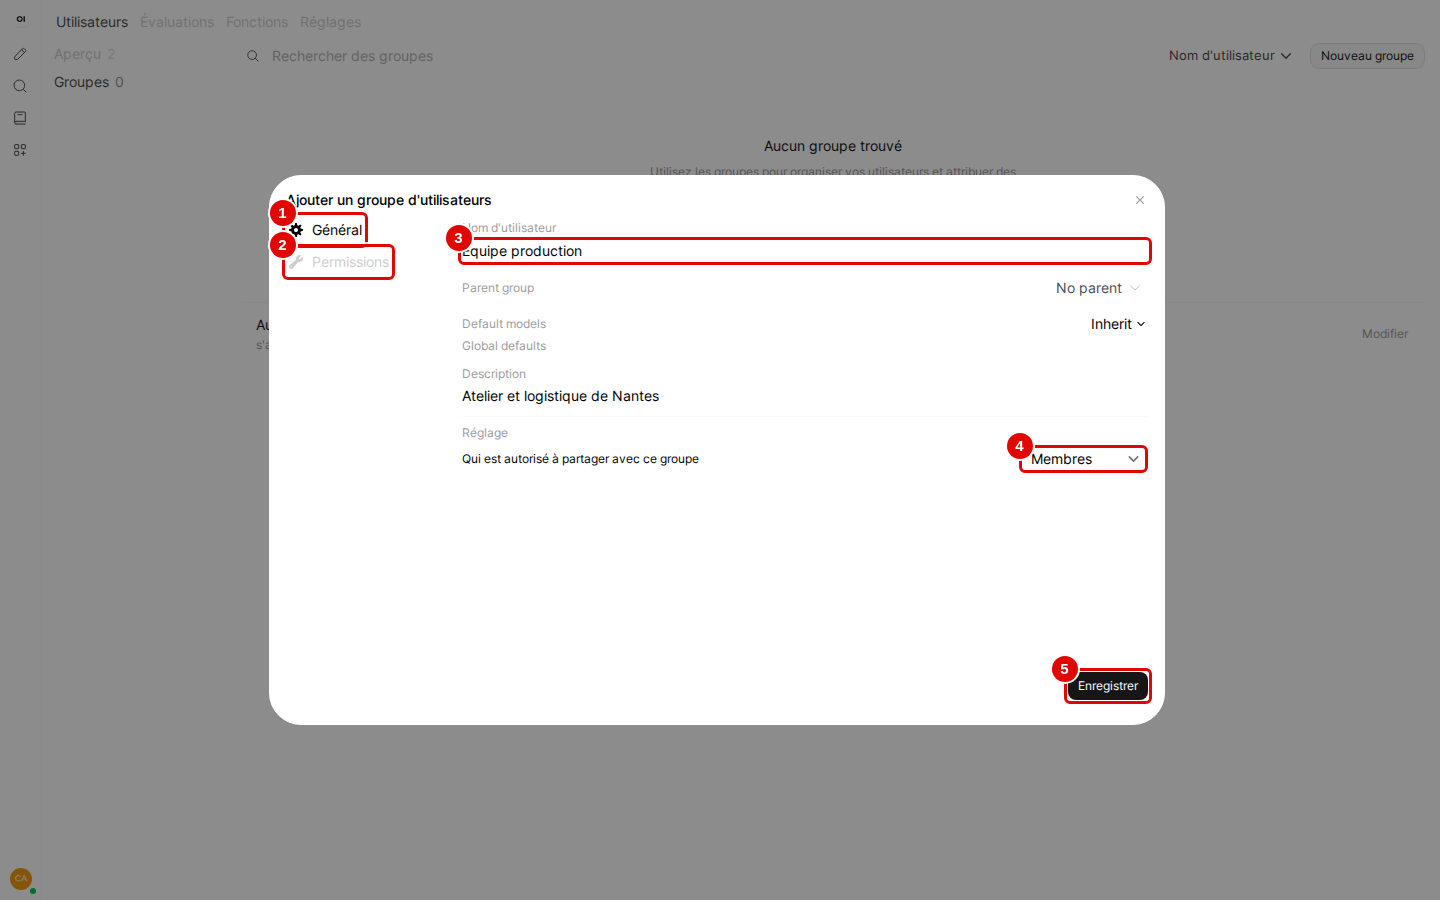 OI
Utilisateurs Évaluations Fonctions Réglages
Aperçu 2
Groupes 0
Rechercher des groupes
Nom d'utilisateur
Nouveau groupe
Aucun groupe trouvé
Utilisez les groupes pour organiser vos utilisateurs et attribuer des
Ajouter un groupe d'utilisateurs
1
Général
2
Permissions
Nom d'utilisateur
3
Équipe production
Parent group
No parent
Default models
Inherit
Global defaults
Description
Atelier et logistique de Nantes
Réglage
Qui est autorisé à partager avec ce groupe
4
Membres
5
Enregistrer
Au
s'a
Modifier
CA